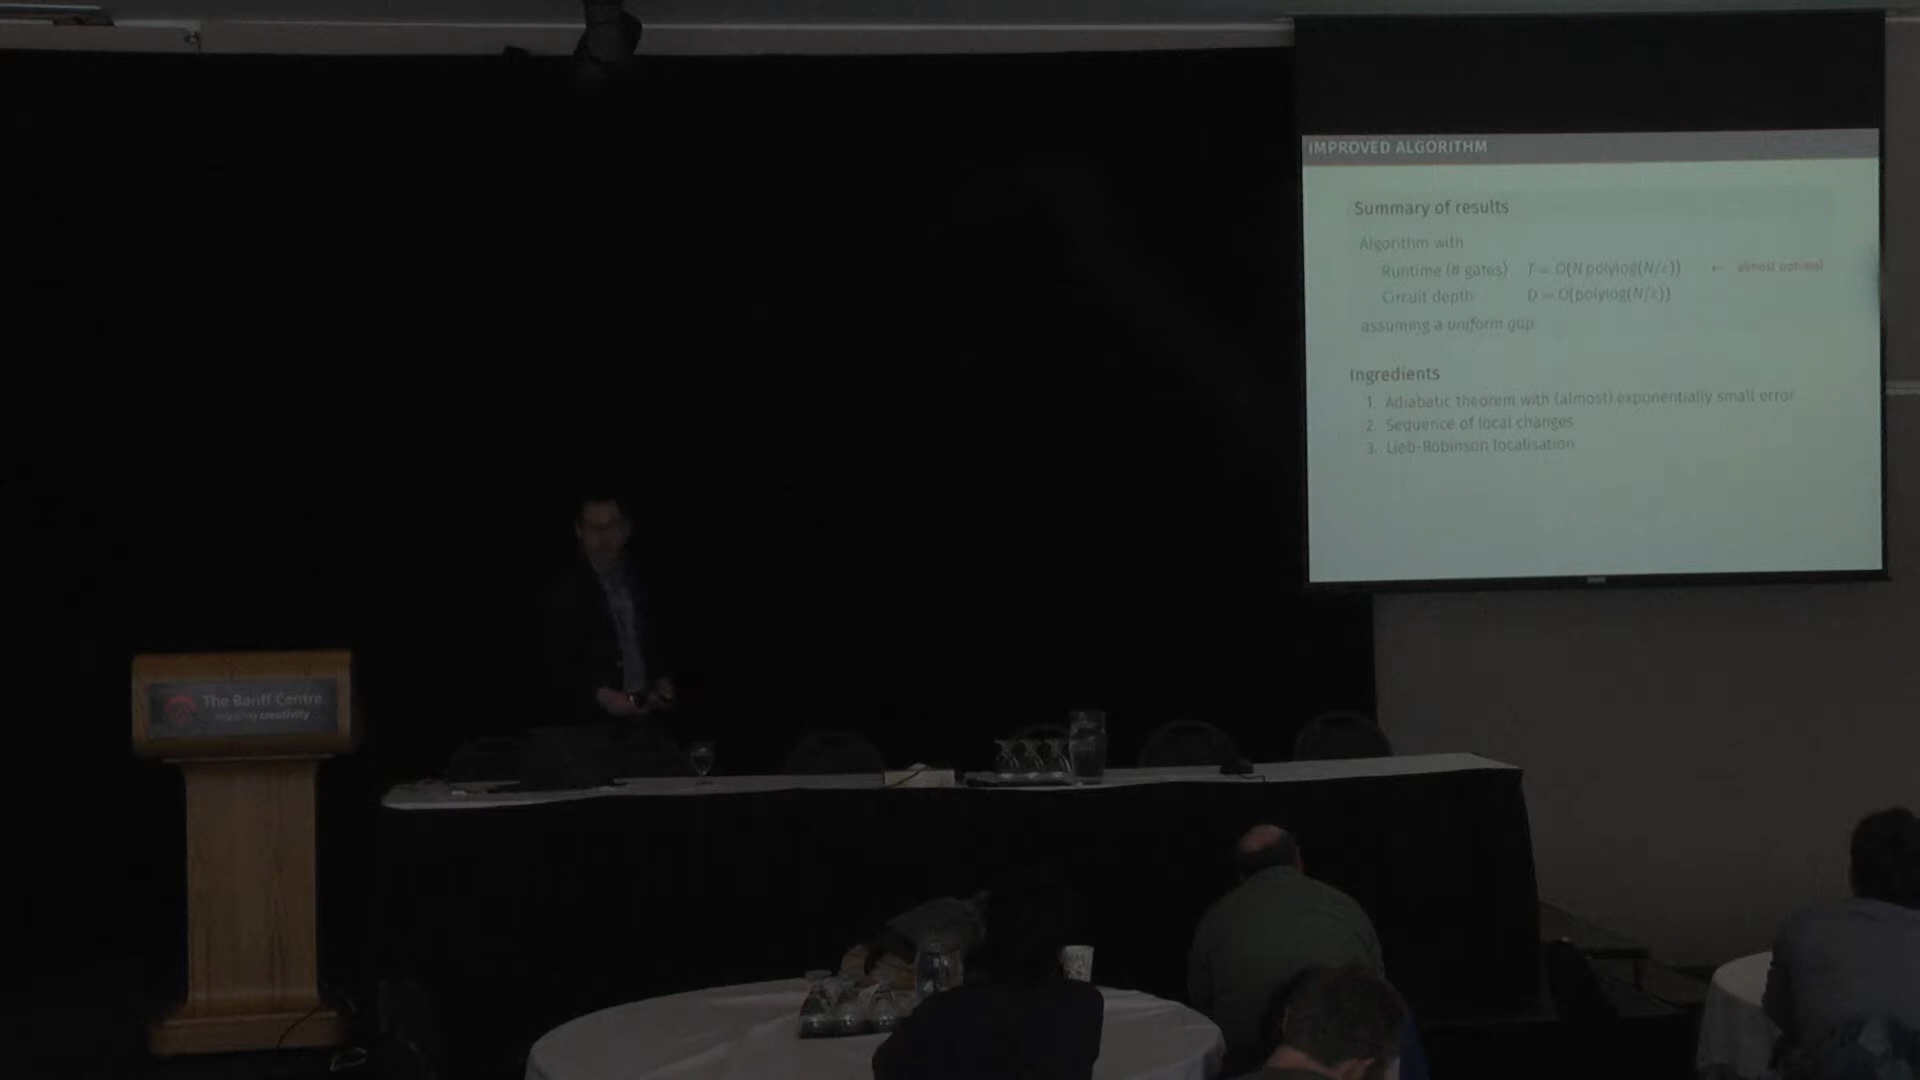 IMPROVED ALGORITHM
Summary of results
Algorithm with
Runtime (# gates) T = O(N polylog(N/ε)) ← almost optimal
Circuit depth D = O(polylog(N/ε))
assuming a uniform gap.
Ingredients
1. Adiabatic theorem with (almost) exponentially small error
2. Sequence of local changes
3. Lieb-Robinson localisation
The Banff Centre
inspiring creativity